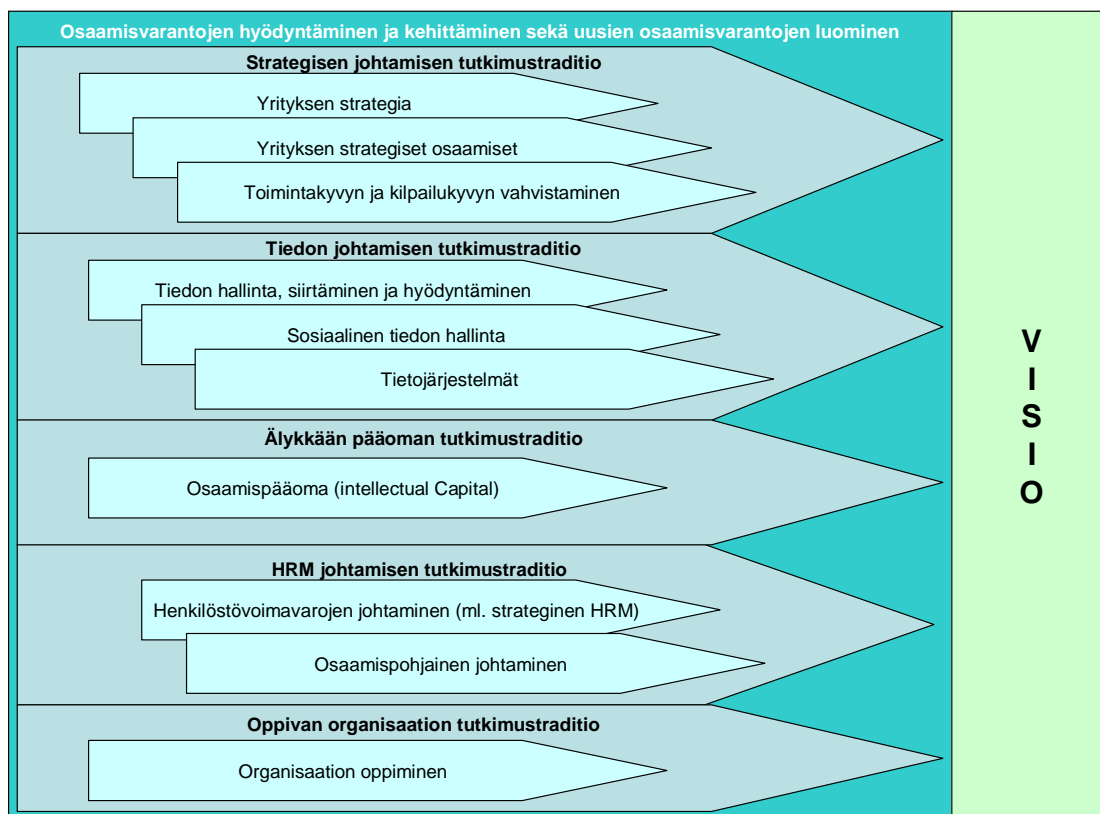 Osaamisvarantojen hyödyntäminen ja kehittäminen sekä uusien osaamisvarantojen luominen
Strategisen johtamisen tutkimustraditio
Yrityksen strategia
Yrityksen strategiset osaamiset
Toimintakyvyn ja kilpailukyvyn vahvistaminen
Tiedon johtamisen tutkimustraditio
Tiedon hallinta, siirtäminen ja hyödyntäminen
Sosiaalinen tiedon hallinta
Tietojärjestelmät
Älykkään pääoman tutkimustraditio
Osaamispääoma (intellectual Capital)
HRM johtamisen tutkimustraditio
Henkilöstövoimavarojen johtaminen (ml. strateginen HRM)
Osaamispohjainen johtaminen
Oppivan organisaation tutkimustraditio
Organisaation oppiminen
V
I
S
I
O